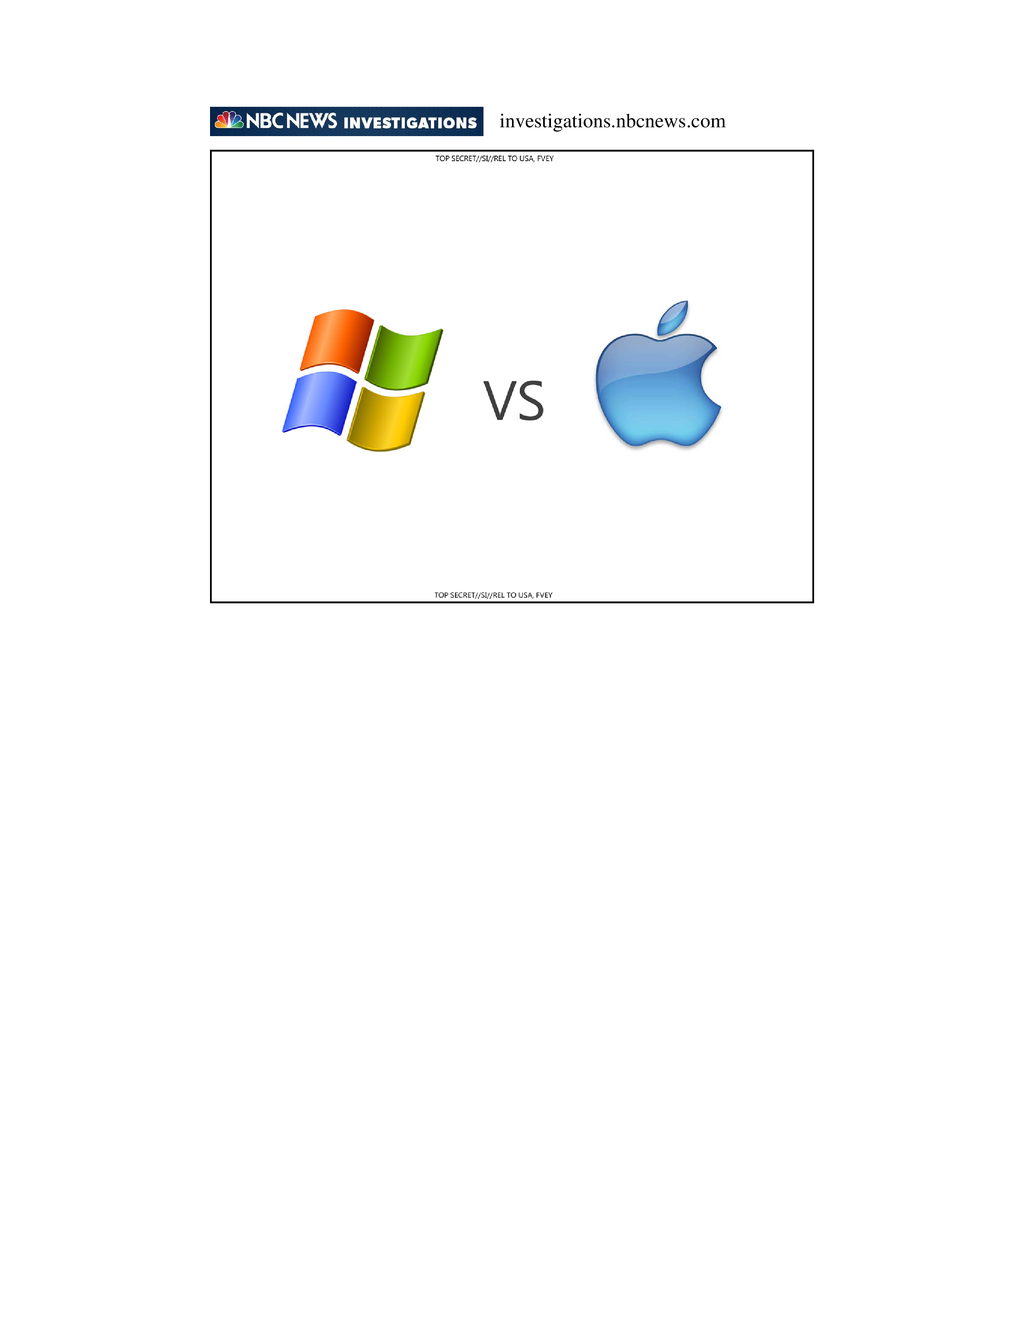 NBC NEWS INVESTIGATIONS investigations.nbcnews.com
TOP SECRET//SI//REL TO USA, FVEY
VS
TOP SECRET//SI//REL TO USA, FVEY